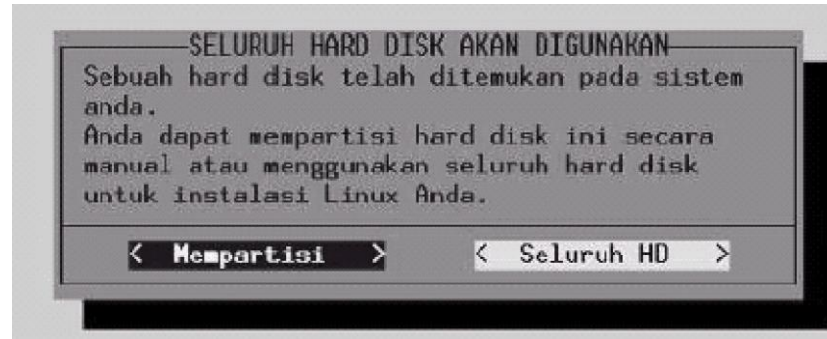 SELURUH HARD DISK AKAN DIGUNAKAN
Sebuah hard disk telah ditemukan pada sistem
anda.
Anda dapat mempartisi hard disk ini secara
manual atau menggunakan seluruh hard disk
untuk instalasi Linux Anda.
< Mempartisi > < Seluruh HD >